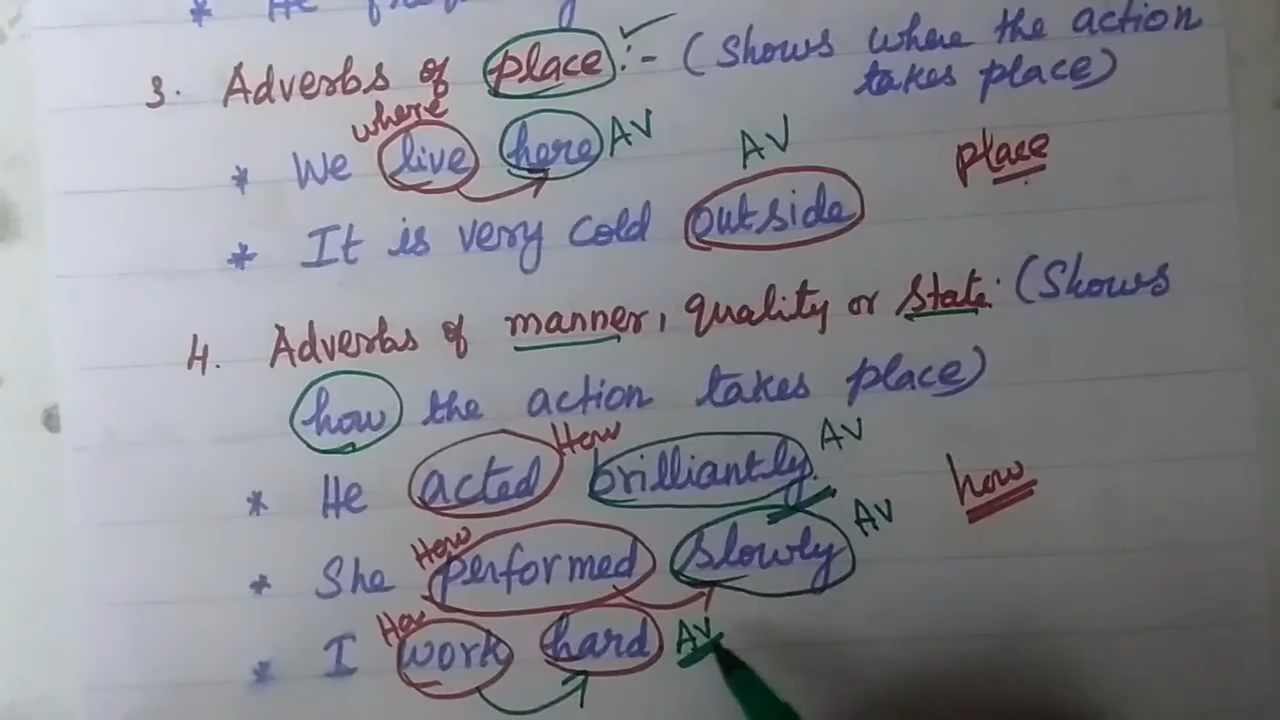 * He
3. Adverbs of place :- (Shows where the action
takes place)
where
* We live here AV
AV
place
* It is very cold outside
4. Adverbs of manner, quality or state. (Shows
how the action takes place)
How
AV
* He acted brilliantly.
how
How
AV
* She performed slowly
How
* I work hard AV